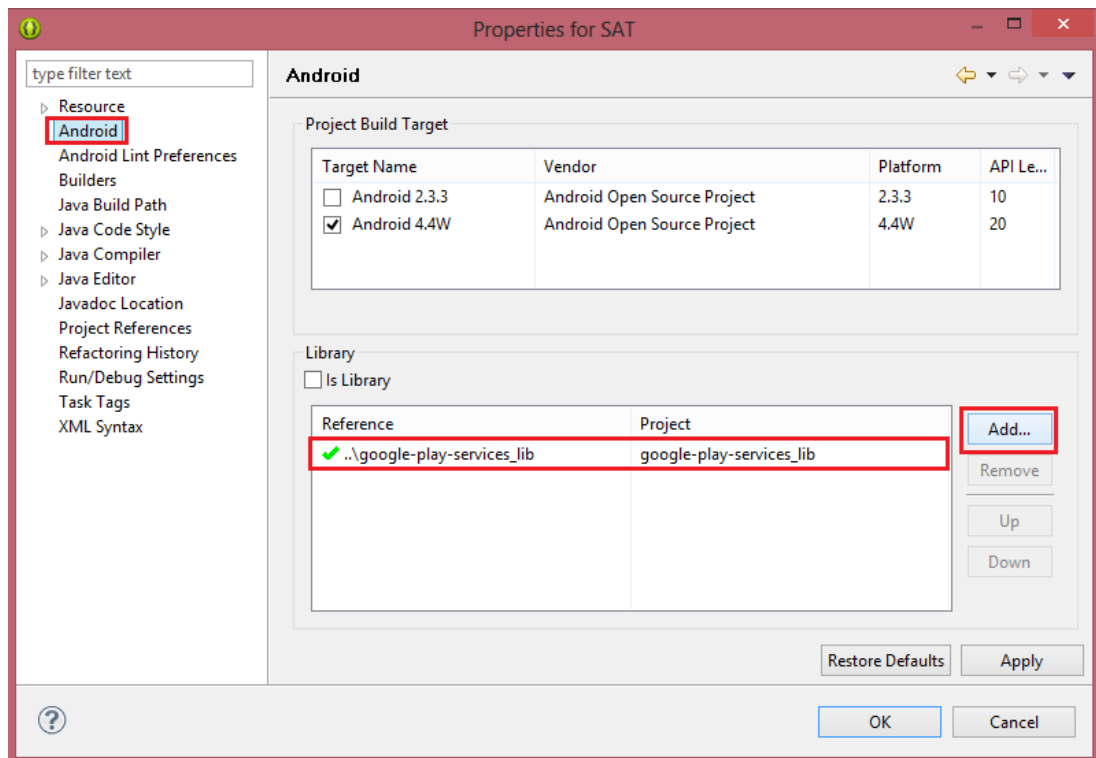 Properties for SAT
type filter text
Resource
Android
Android Lint Preferences
Builders
Java Build Path
Java Code Style
Java Compiler
Java Editor
Javadoc Location
Project References
Refactoring History
Run/Debug Settings
Task Tags
XML Syntax
Android
Project Build Target
Target Name Vendor Platform API Le...
Android 2.3.3 Android Open Source Project 2.3.3 10
Android 4.4W Android Open Source Project 4.4W 20
Library
Is Library
Reference Project
..\google-play-services_lib google-play-services_lib
Add...
Remove
Up
Down
Restore Defaults Apply
? OK Cancel